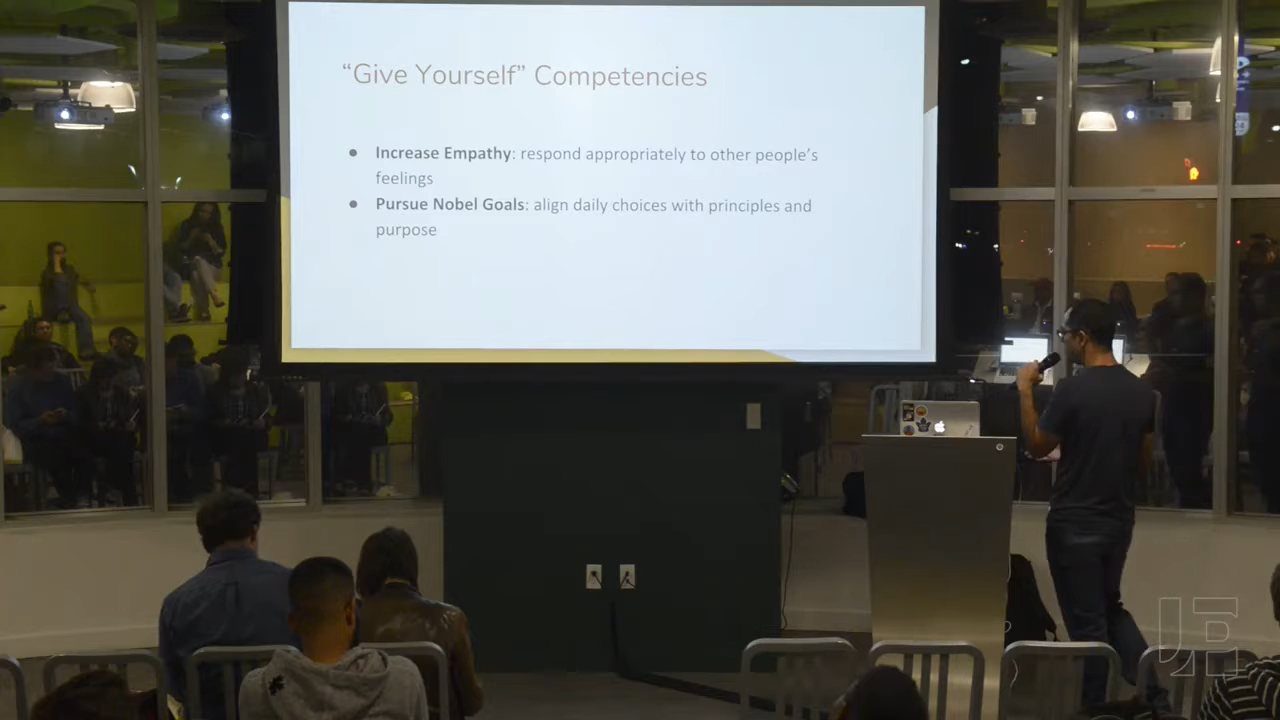 “Give Yourself” Competencies
● Increase Empathy: respond appropriately to other people’s
feelings
● Pursue Nobel Goals: align daily choices with principles and
purpose